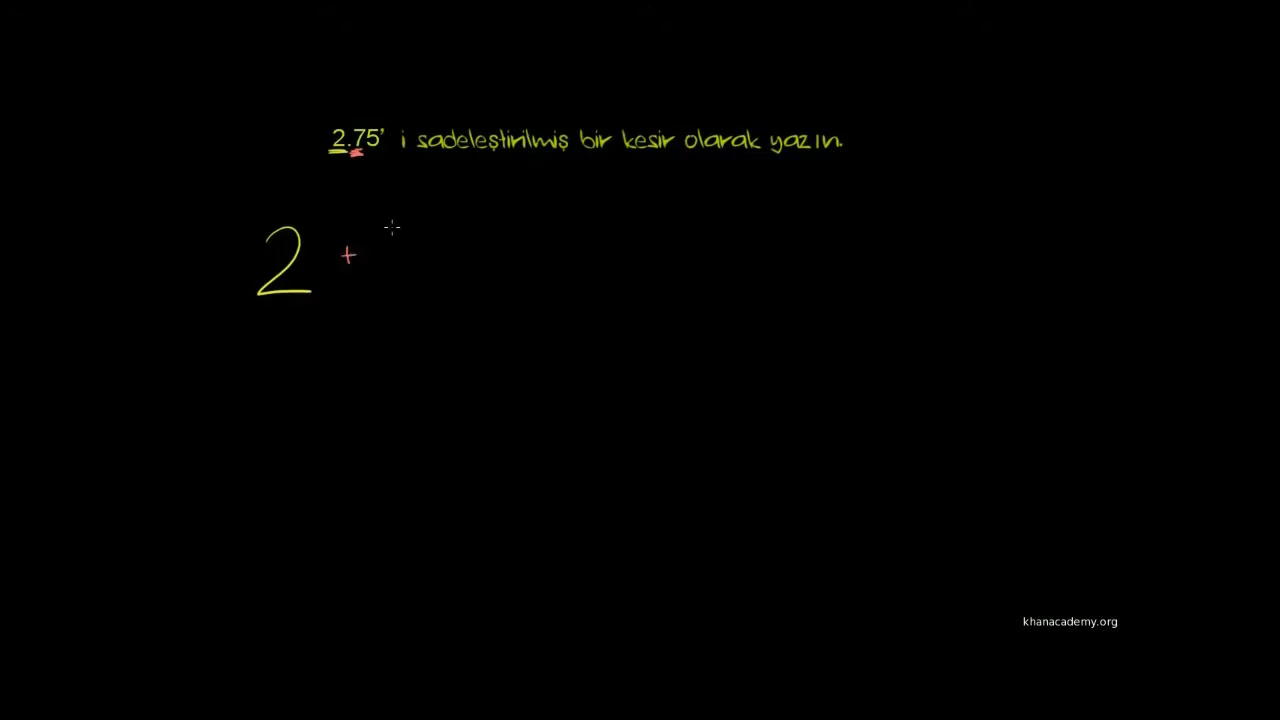 2.75' i sadeleştirilmiş bir kesir olarak yazın.
2 +
khanacademy.org